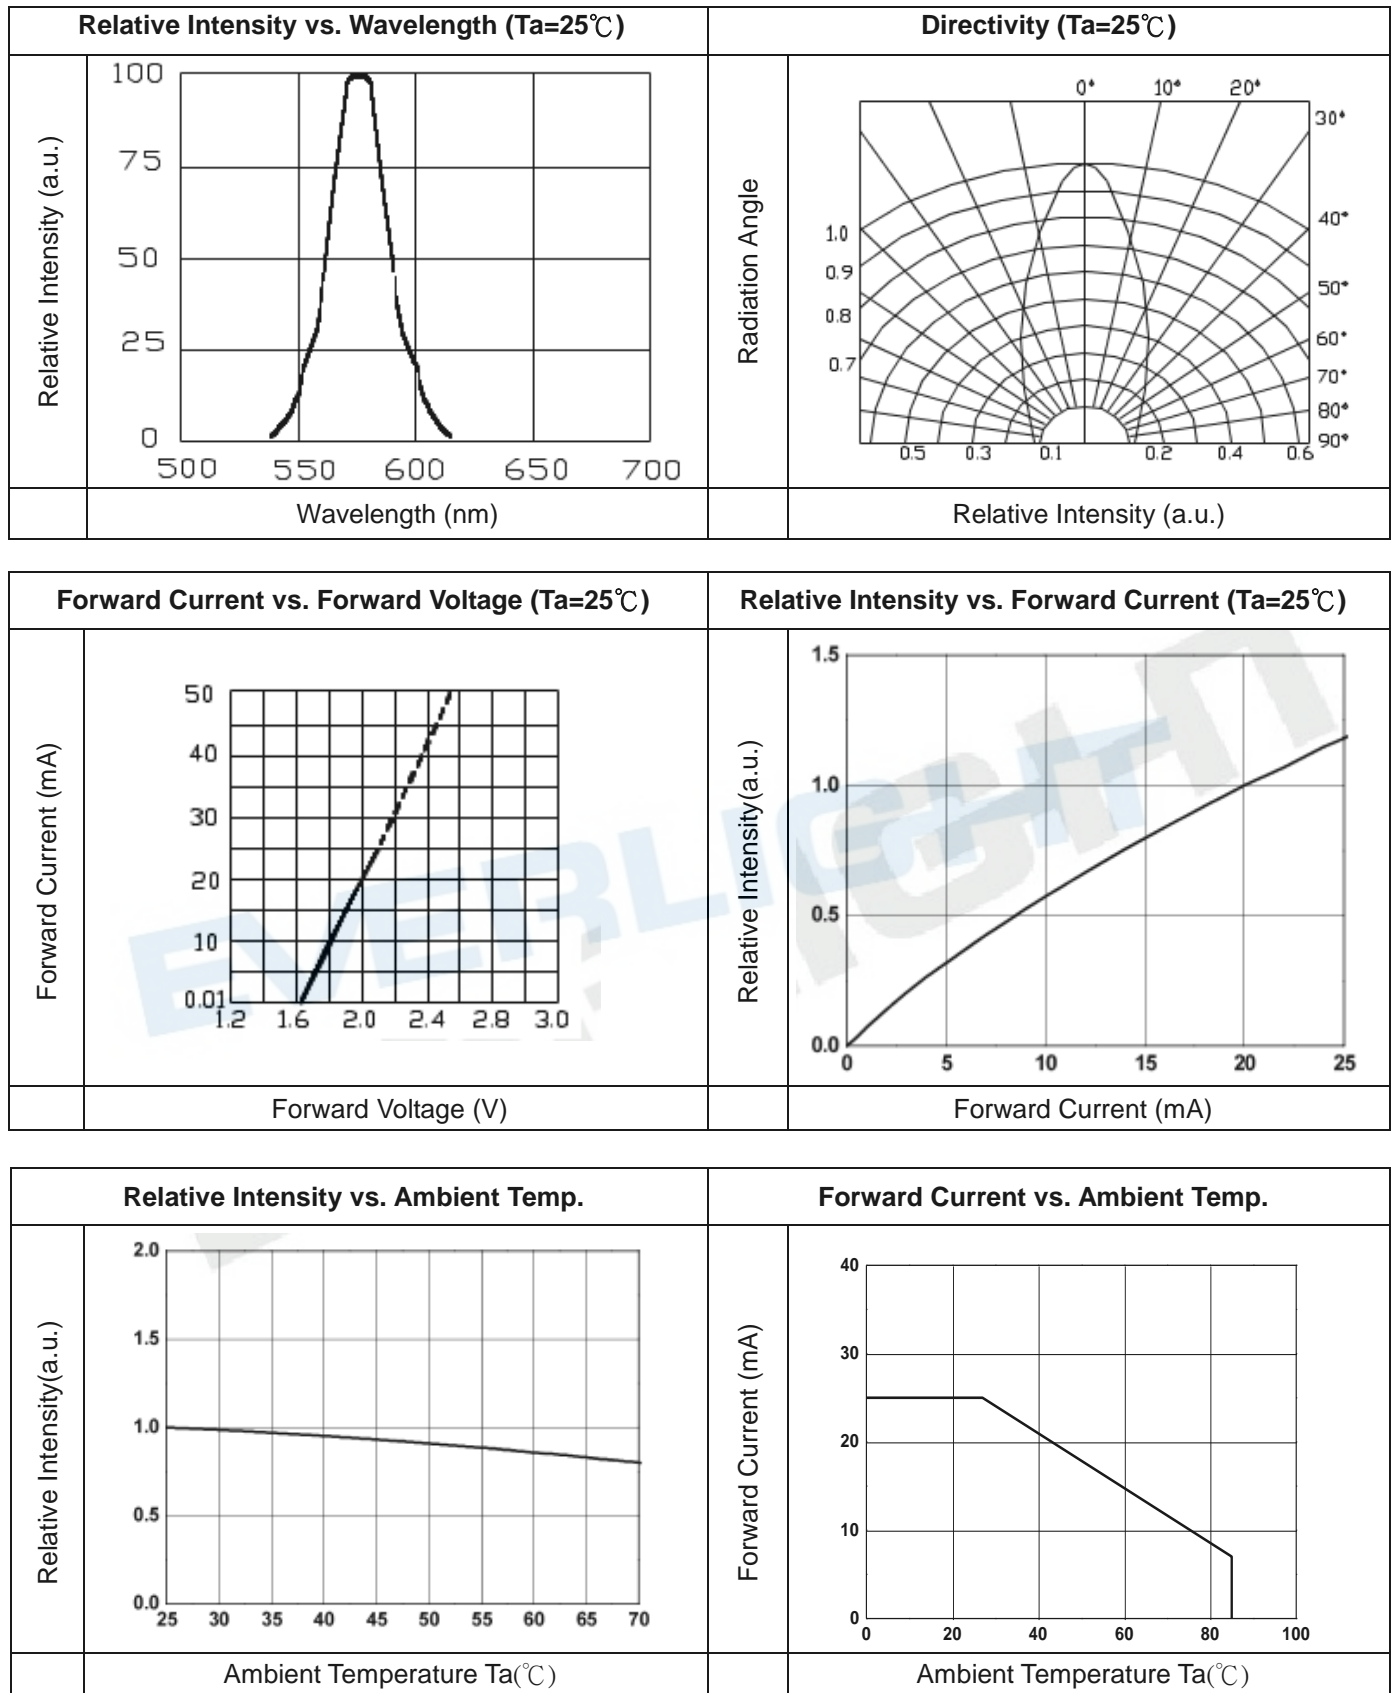 Relative Intensity vs. Wavelength (Ta=25℃)
Directivity (Ta=25℃)
Relative Intensity (a.u.)
100
75
50
25
0
500 550 600 650 700
Wavelength (nm)
Radiation Angle
0° 10° 20°
30°
40°
50°
60°
70°
80°
90°
1.0
0.9
0.8
0.7
0.5 0.3 0.1 0.2 0.4 0.6
Relative Intensity (a.u.)
Forward Current vs. Forward Voltage (Ta=25℃)
Relative Intensity vs. Forward Current (Ta=25℃)
Forward Current (mA)
50
40
30
20
10
0.01
1.2 1.6 2.0 2.4 2.8 3.0
Forward Voltage (V)
EVERLIGHT
Relative Intensity(a.u.)
1.5
1.0
0.5
0.0
0 5 10 15 20 25
Forward Current (mA)
Relative Intensity vs. Ambient Temp.
Forward Current vs. Ambient Temp.
Relative Intensity(a.u.)
2.0
1.5
1.0
0.5
0.0
25 30 35 40 45 50 55 60 65 70
Ambient Temperature Ta(℃)
Forward Current (mA)
40
30
20
10
0
0 20 40 60 80 100
Ambient Temperature Ta(℃)